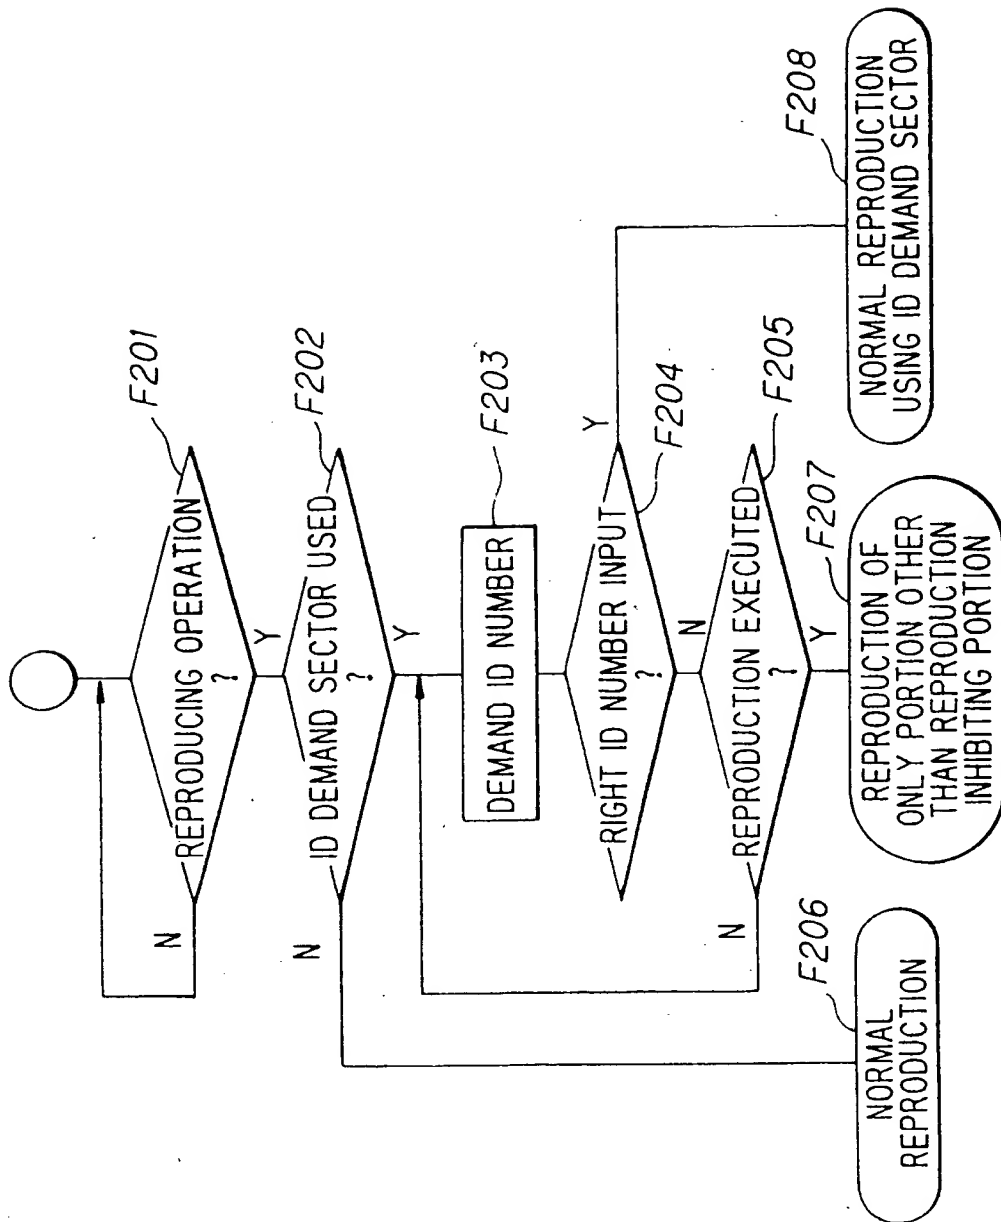 F201
REPRODUCING OPERATION
?
N
Y
F202
ID DEMAND SECTOR USED
?
N
Y
F203
DEMAND ID NUMBER
F204
RIGHT ID NUMBER INPUT
?
Y
N
F205
REPRODUCTION EXECUTED
?
N
Y
F206
NORMAL
REPRODUCTION
F207
REPRODUCTION OF
ONLY PORTION OTHER
THAN REPRODUCTION
INHIBITING PORTION
F208
NORMAL REPRODUCTION
USING ID DEMAND SECTOR